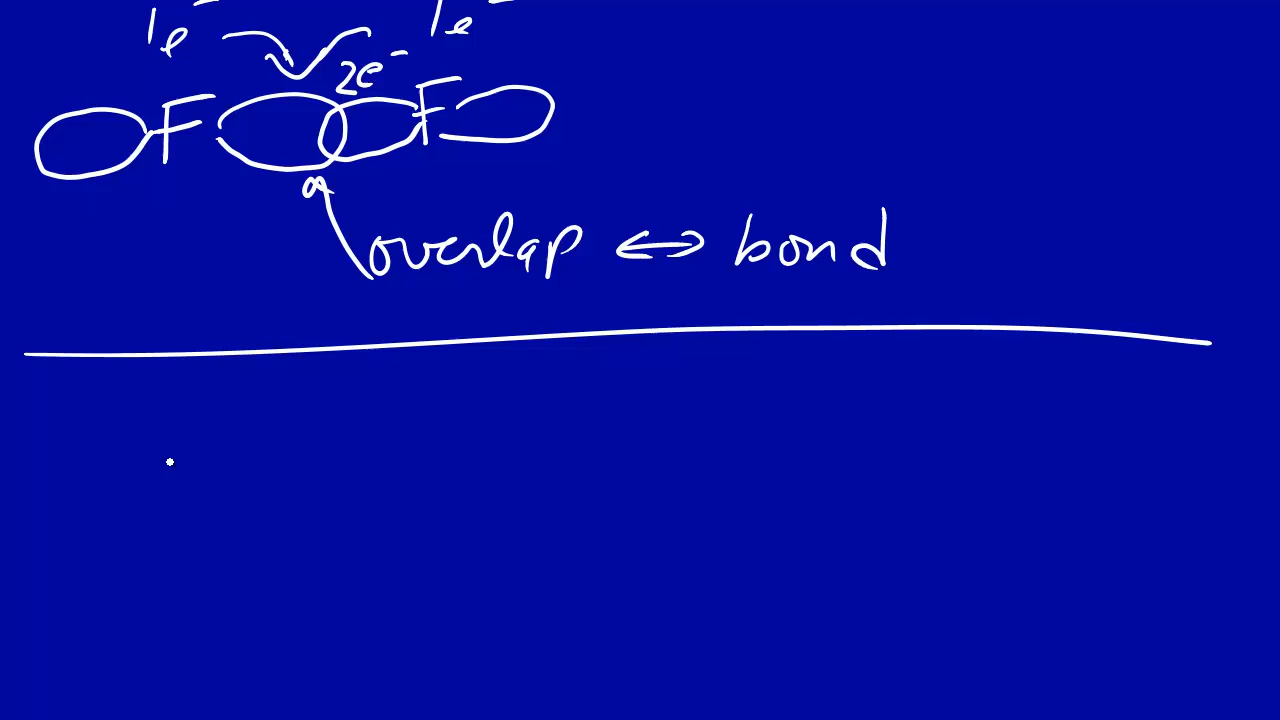 1e⁻ 1e⁻
2e⁻
F F
overlap ↔ bond